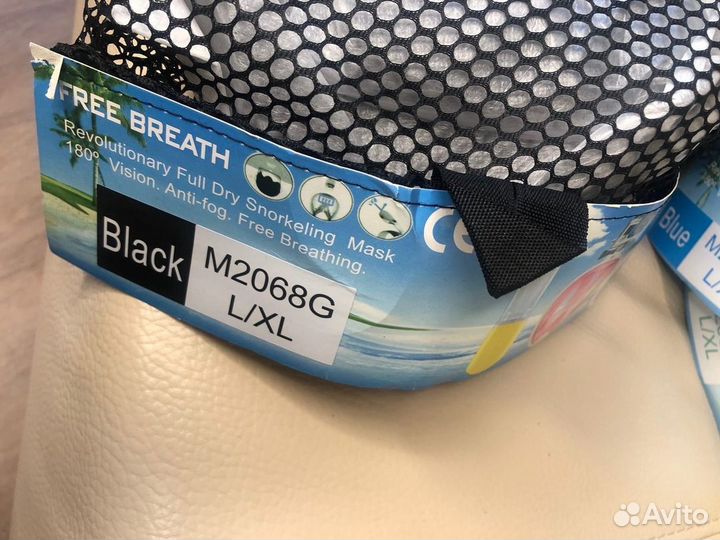 FREE BREATH
Revolutionary Full Dry Snorkeling Mask
180° Vision. Anti-fog. Free Breathing.
CE
Black
M2068G
L/XL
Blue
L/XL
Avito